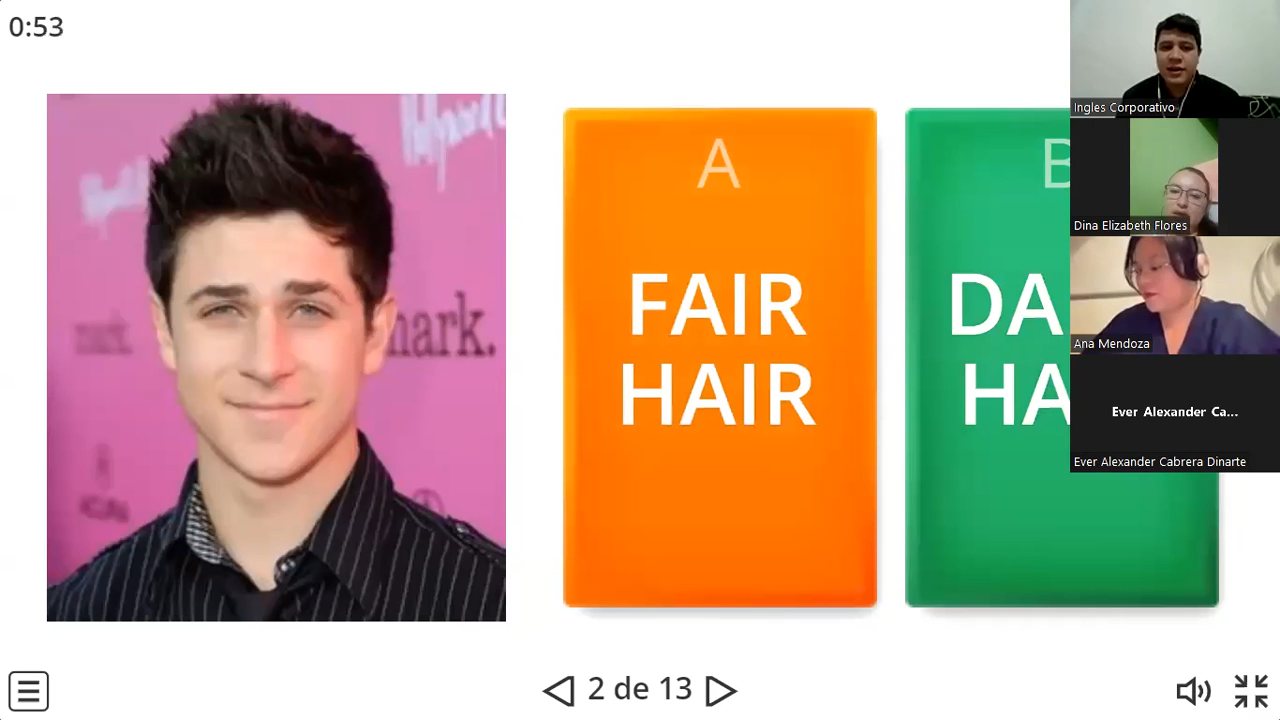 0:53
mark.
A
FAIR
HAIR
B
DA
HA
Ingles Corporativo
Dina Elizabeth Flores
Ana Mendoza
Ever Alexander Ca...
Ever Alexander Cabrera Dinarte
2 de 13